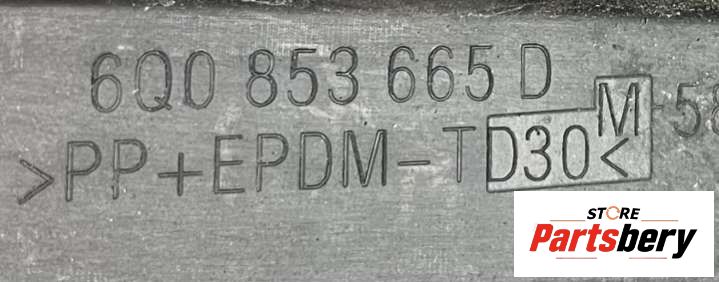 6Q0 853 665 D
>PP+EPDM-TD30<
M
STORE
Partsbery